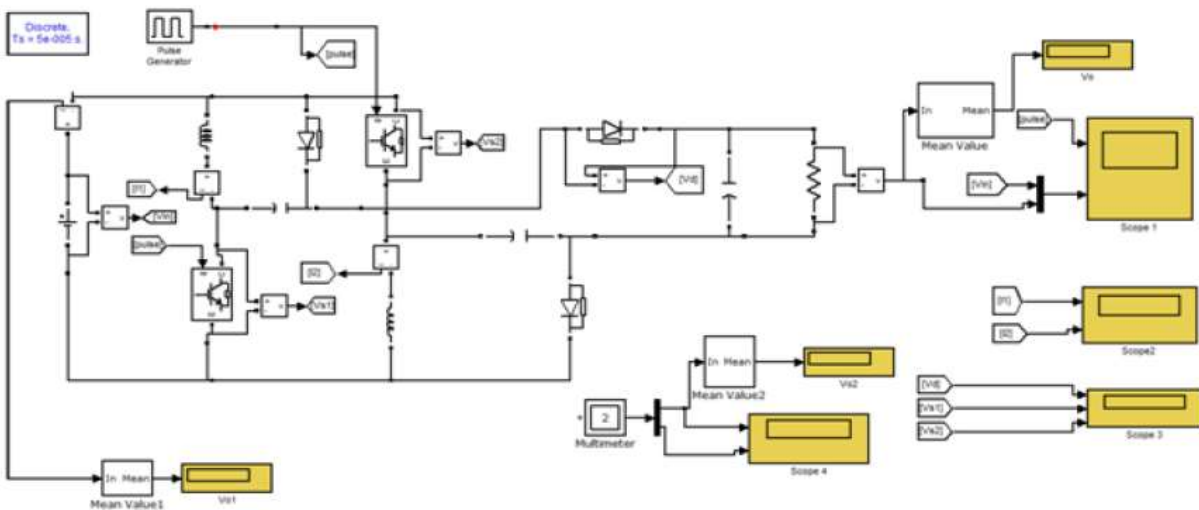 Discrete,
Ts = 5e-005 s.
Pulse
Generator
[pulse]
[Vs2]
[I1]
[Vin]
[pulse]
[I2]
[Vs1]
[Vd]
In Mean
Mean Value
Vo
[pulse]
[Vin]
Scope 1
[I1]
[I2]
Scope2
[Vd]
[Vs1]
[Vs2]
Scope 3
In Mean
Mean Value2
Vo2
2
Multimeter
Scope 4
In Mean
Mean Value1
Vo1